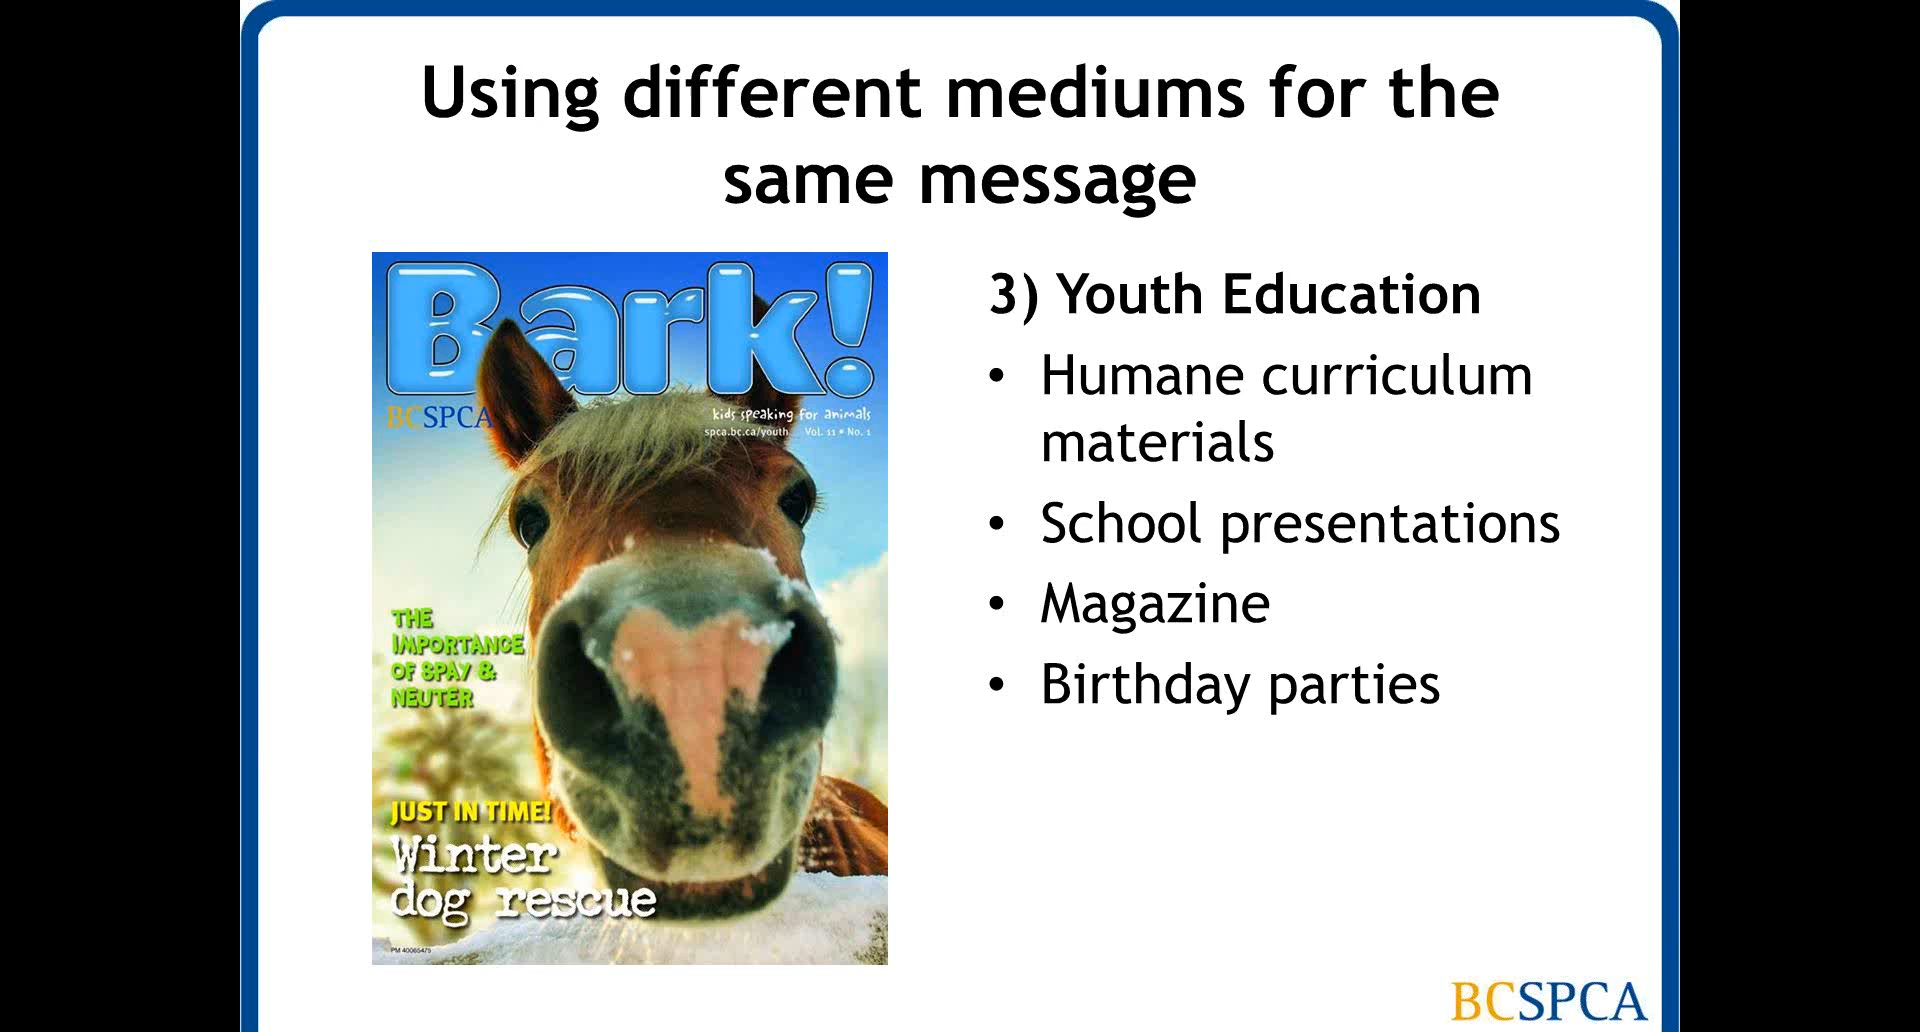 Using different mediums for the
same message
Bark!
BCSPCA
kids speaking for animals
spca.bc.ca/youth Vol. 11 • No. 1
THE
IMPORTANCE
OF SPAY &
NEUTER
JUST IN TIME!
Winter
dog rescue
PM 40065475
3) Youth Education
• Humane curriculum
materials
• School presentations
• Magazine
• Birthday parties
BCSPCA